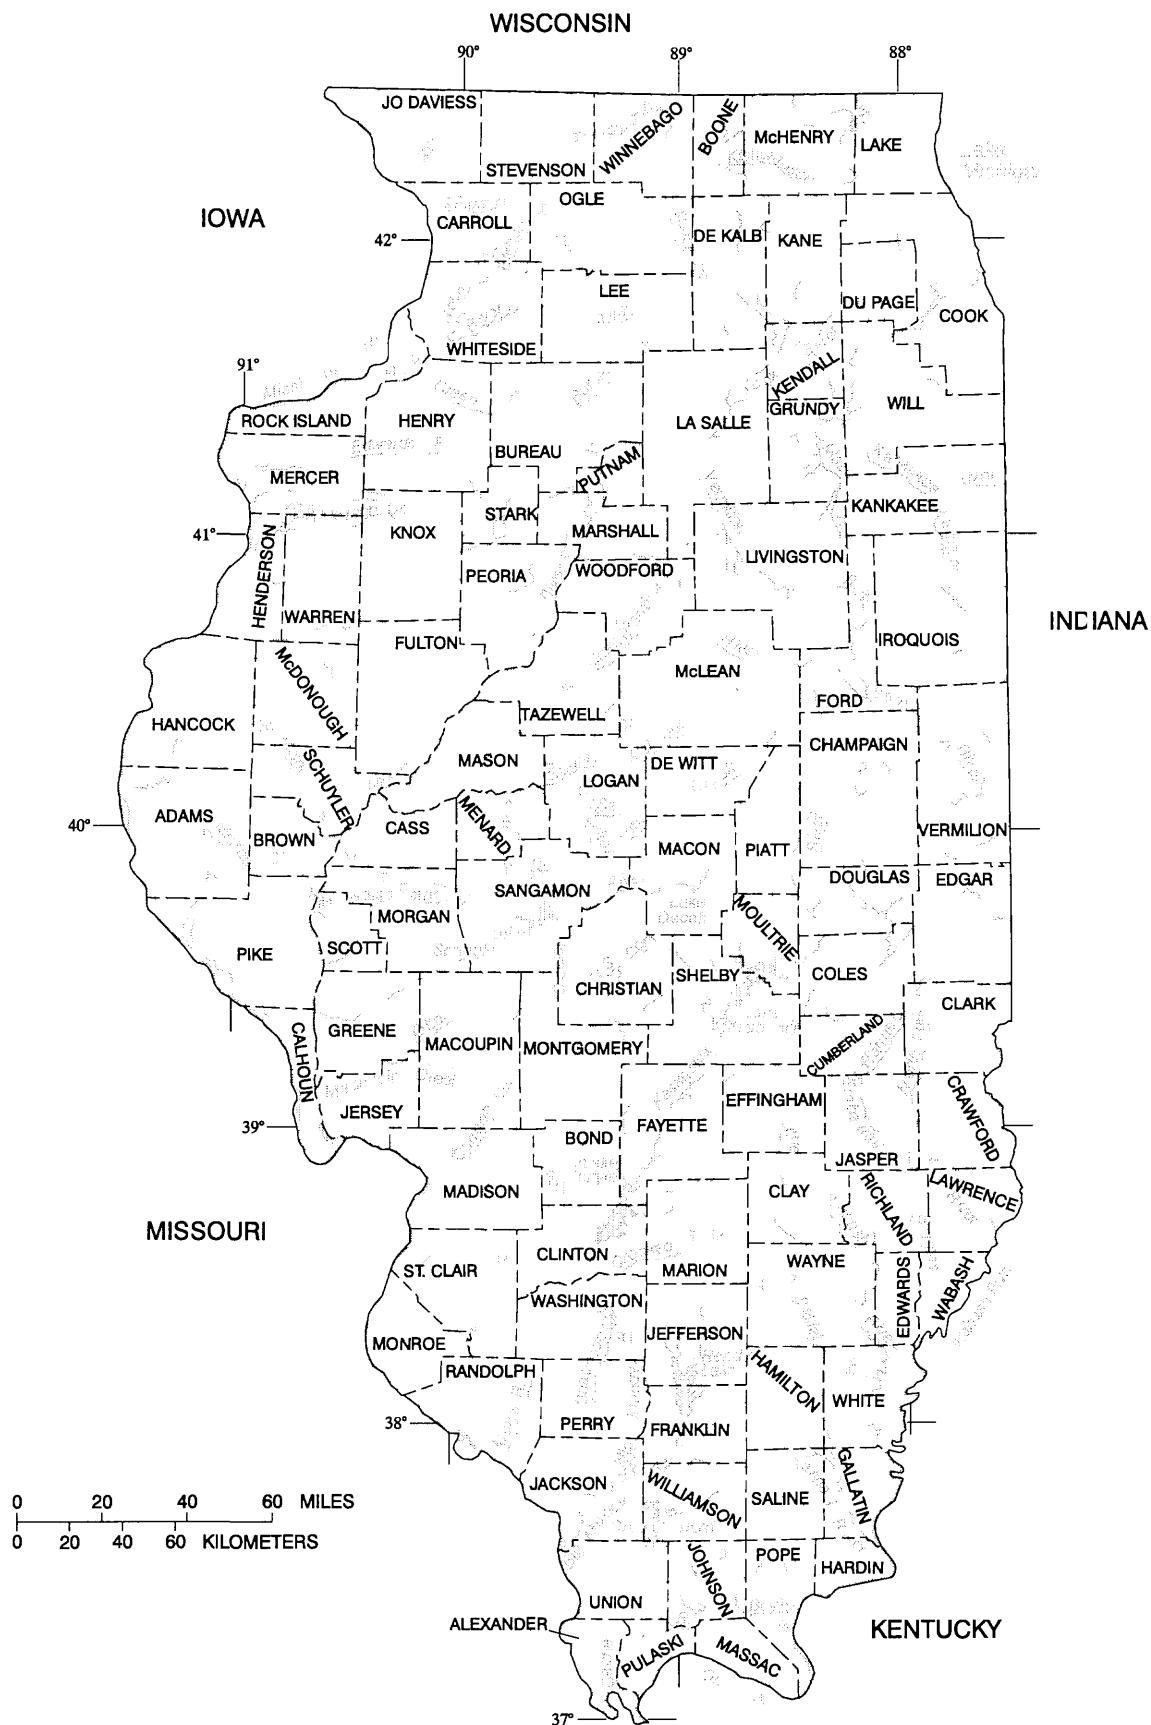 WISCONSIN
90° 89° 88°
JO DAVIESS
STEVENSON
WINNEBAGO
BOONE
McHENRY
LAKE
IOWA
CARROLL
OGLE
DE KALB
KANE
42°
LEE
DU PAGE
COOK
WHITESIDE
91°
KENDALL
ROCK ISLAND
HENRY
BUREAU
LA SALLE
GRUNDY
WILL
MERCER
PUTNAM
KANKAKEE
41°
HENDERSON
KNOX
STARK
MARSHALL
LIVINGSTON
WARREN
PEORIA
WOODFORD
INDIANA
FULTON
McLEAN
IROQUOIS
McDONOUGH
FORD
HANCOCK
TAZEWELL
CHAMPAIGN
MASON
LOGAN
DE WITT
SCHUYLER
ADAMS
40°
BROWN
CASS
MENARD
MACON
PIATT
VERMILION
SANGAMON
DOUGLAS
EDGAR
MORGAN
MOULTRIE
PIKE
SCOTT
CHRISTIAN
SHELBY
COLES
CLARK
CALHOUN
GREENE
MACOUPIN
MONTGOMERY
CUMBERLAND
JERSEY
39°
BOND
FAYETTE
EFFINGHAM
CRAWFORD
JASPER
MADISON
CLAY
RICHLAND
LAWRENCE
MISSOURI
CLINTON
ST. CLAIR
MARION
WAYNE
EDWARDS
WABASH
WASHINGTON
MONROE
JEFFERSON
RANDOLPH
HAMILTON
WHITE
38°
PERRY
FRANKLIN
JACKSON
WILLIAMSON
SALINE
GALLATIN
0 20 40 60 MILES
0 20 40 60 KILOMETERS
JOHNSON
POPE
HARDIN
UNION
ALEXANDER
KENTUCKY
PULASKI
MASSAC
37°